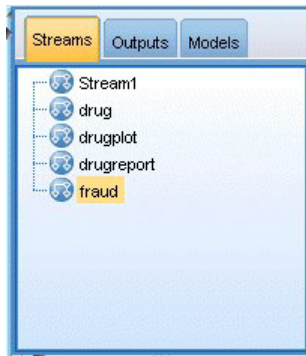 Streams Outputs Models
Stream1
drug
drugplot
drugreport
fraud